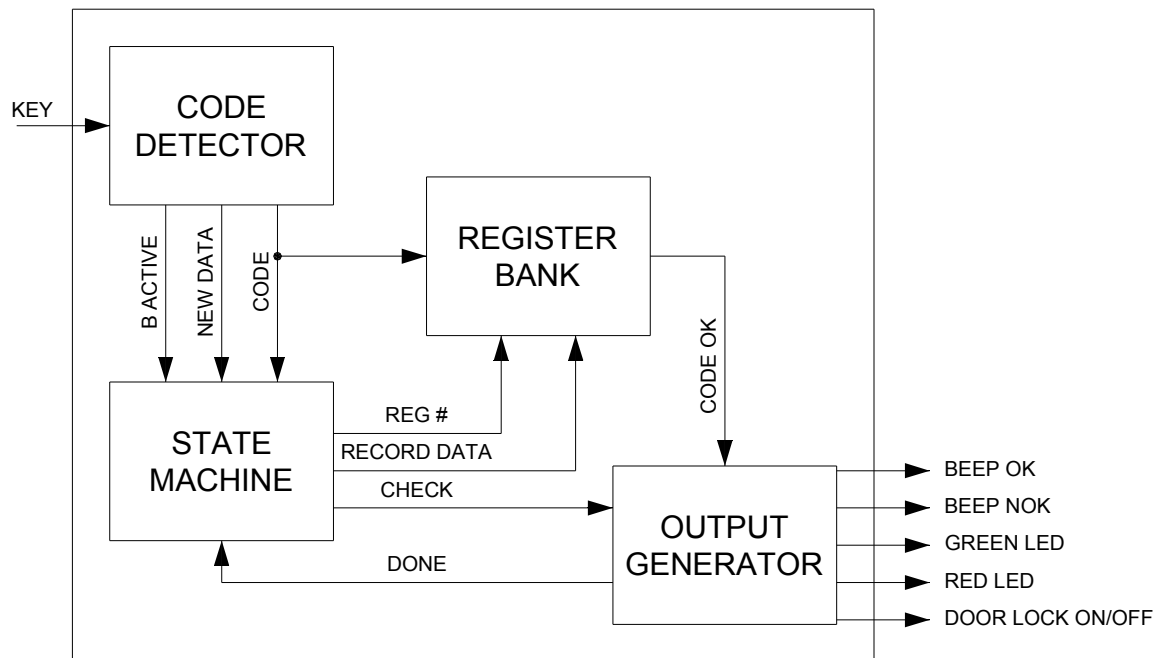 KEY
CODE
DETECTOR
B ACTIVE
NEW DATA
CODE
REGISTER
BANK
CODE OK
STATE
MACHINE
REG #
RECORD DATA
CHECK
DONE
OUTPUT
GENERATOR
BEEP OK
BEEP NOK
GREEN LED
RED LED
DOOR LOCK ON/OFF